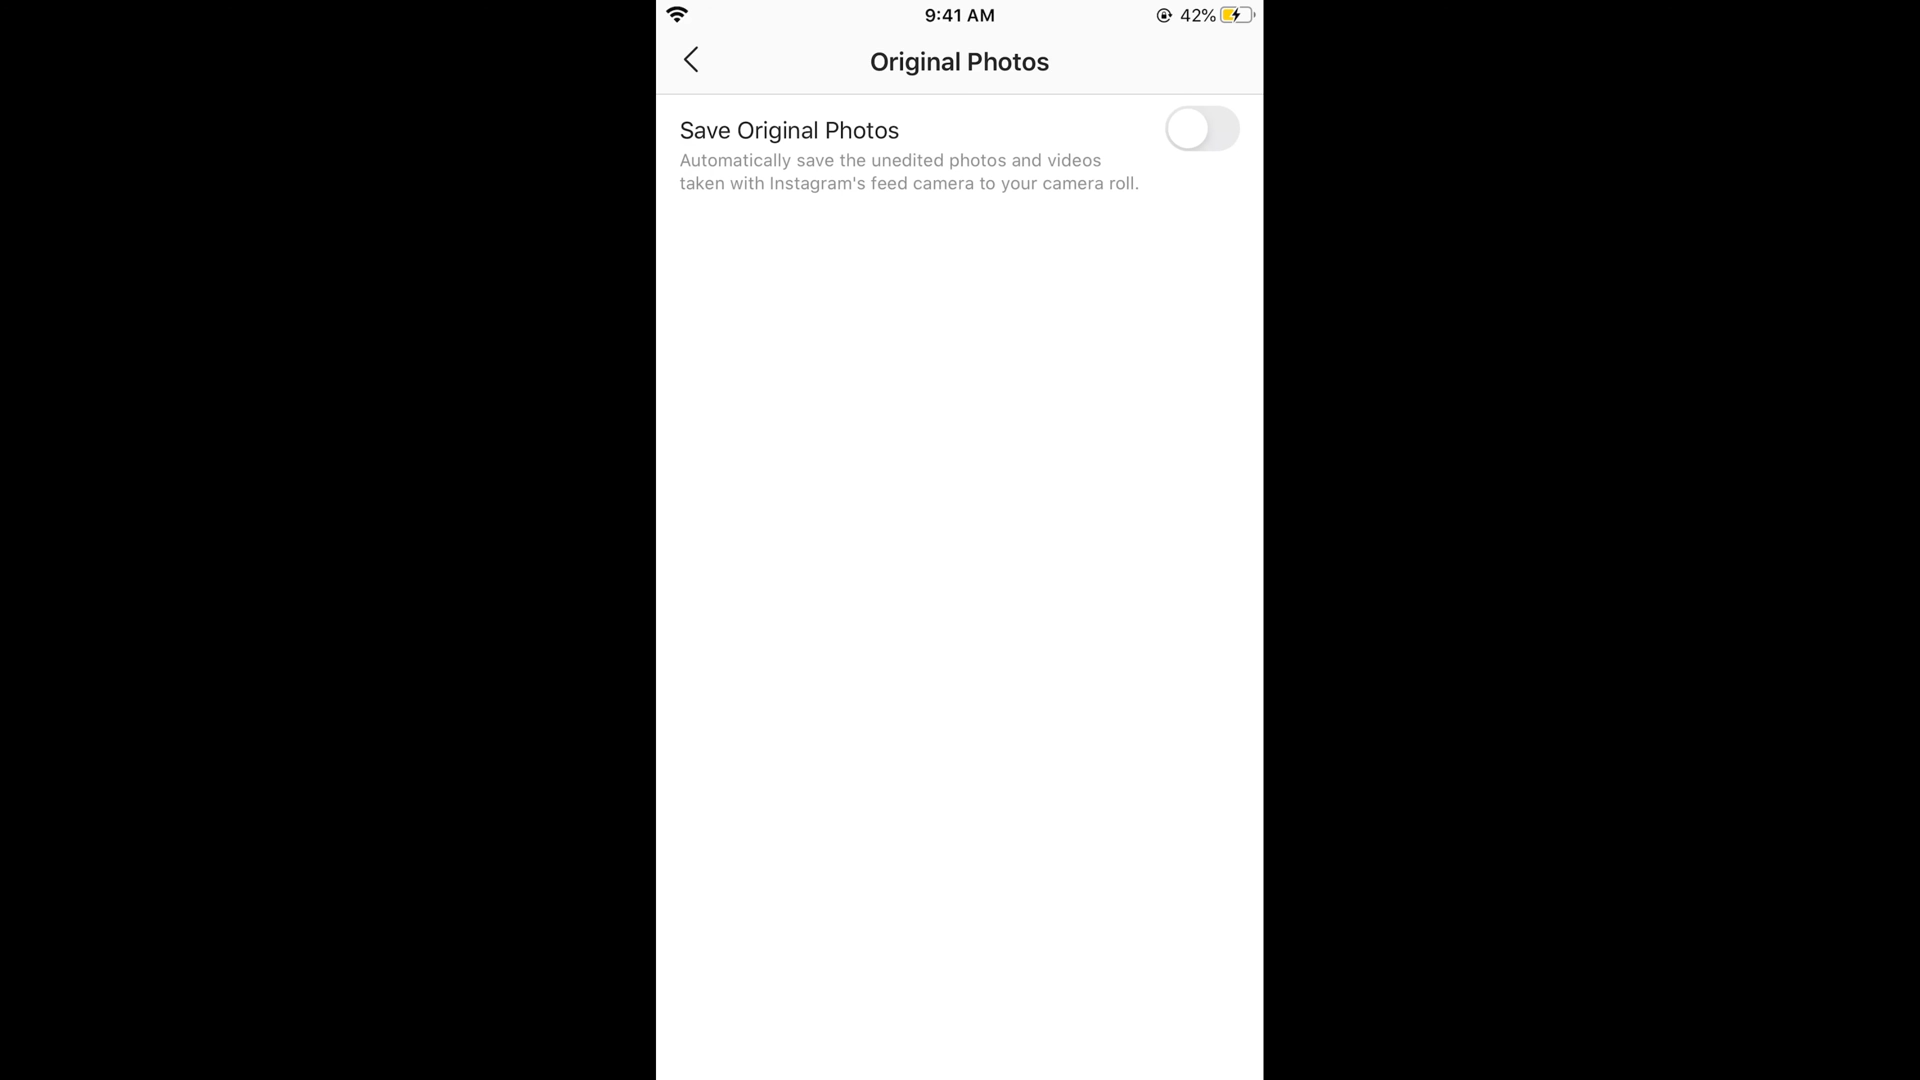 9:41 AM
42%
Original Photos
Save Original Photos
Automatically save the unedited photos and videos
taken with Instagram's feed camera to your camera roll.